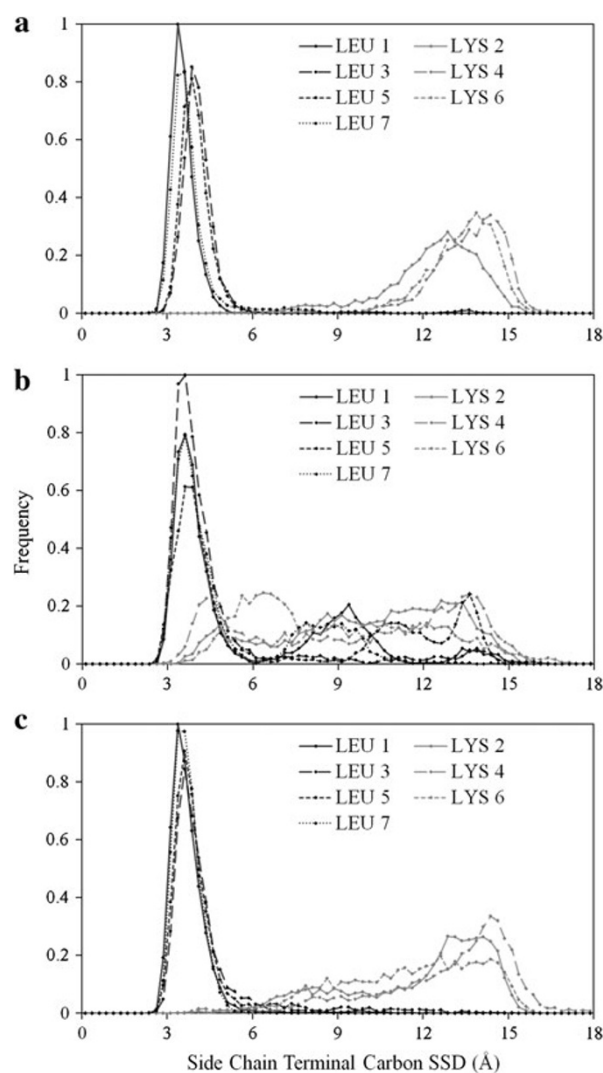 a
1
0.8
0.6
0.4
0.2
0
LEU 1 LYS 2
LEU 3 LYS 4
LEU 5 LYS 6
LEU 7
0 3 6 9 12 15 18
b
1
0.8
0.6
0.4
0.2
0
Frequency
LEU 1 LYS 2
LEU 3 LYS 4
LEU 5 LYS 6
LEU 7
0 3 6 9 12 15 18
c
1
0.8
0.6
0.4
0.2
0
LEU 1 LYS 2
LEU 3 LYS 4
LEU 5 LYS 6
LEU 7
0 3 6 9 12 15 18
Side Chain Terminal Carbon SSD (Å)